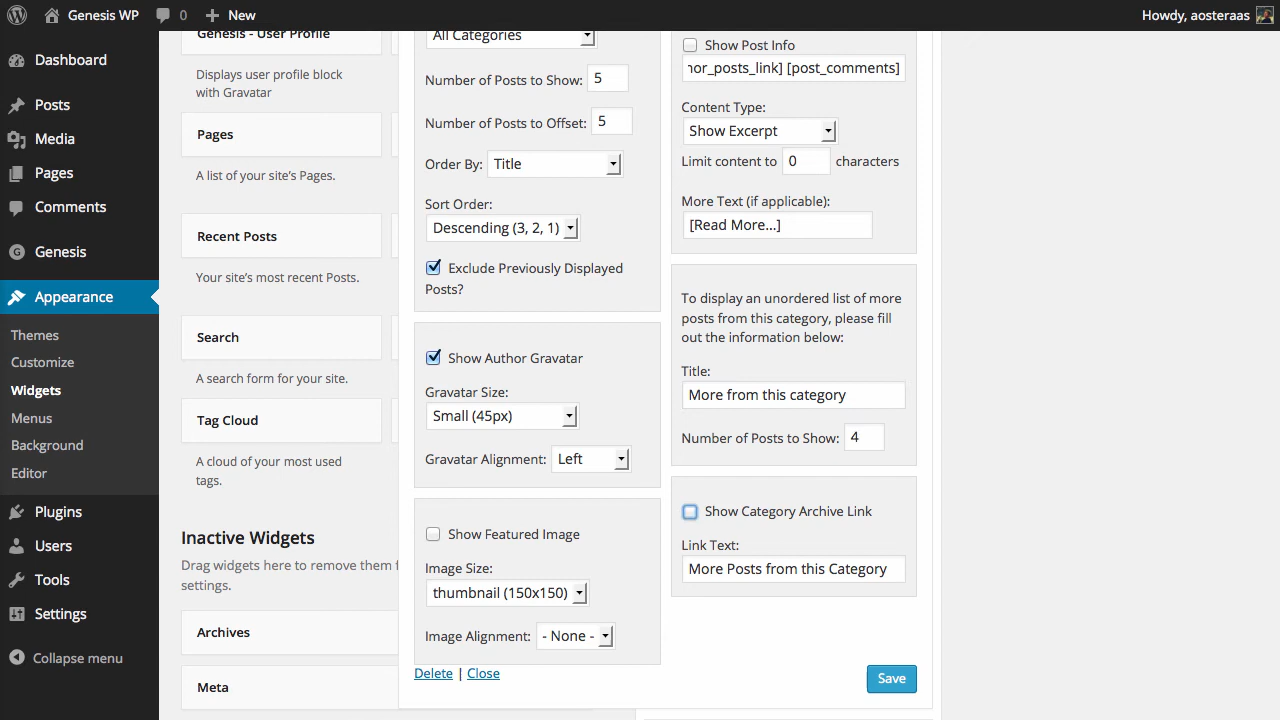 Genesis WP
0
New
Howdy, aosteraas
Dashboard
Posts
Media
Pages
Comments
Genesis
Appearance
Themes
Customize
Widgets
Menus
Background
Editor
Plugins
Users
Tools
Settings
Collapse menu
Genesis - User Profile
Displays user profile block
with Gravatar
Pages
A list of your site's Pages.
Recent Posts
Your site's most recent Posts.
Search
A search form for your site.
Tag Cloud
A cloud of your most used
tags.
Inactive Widgets
Drag widgets here to remove them f
settings.
Archives
Meta
All Categories
Number of Posts to Show: 5
Number of Posts to Offset: 5
Order By: Title
Sort Order:
Descending (3, 2, 1)
Exclude Previously Displayed
Posts?
Show Author Gravatar
Gravatar Size:
Small (45px)
Gravatar Alignment: Left
Show Featured Image
Image Size:
thumbnail (150x150)
Image Alignment: - None -
Delete | Close
Show Post Info
or_posts_link] [post_comments]
Content Type:
Show Excerpt
Limit content to 0 characters
More Text (if applicable):
[Read More...]
To display an unordered list of more
posts from this category, please fill
out the information below:
Title:
More from this category
Number of Posts to Show: 4
Show Category Archive Link
Link Text:
More Posts from this Category
Save